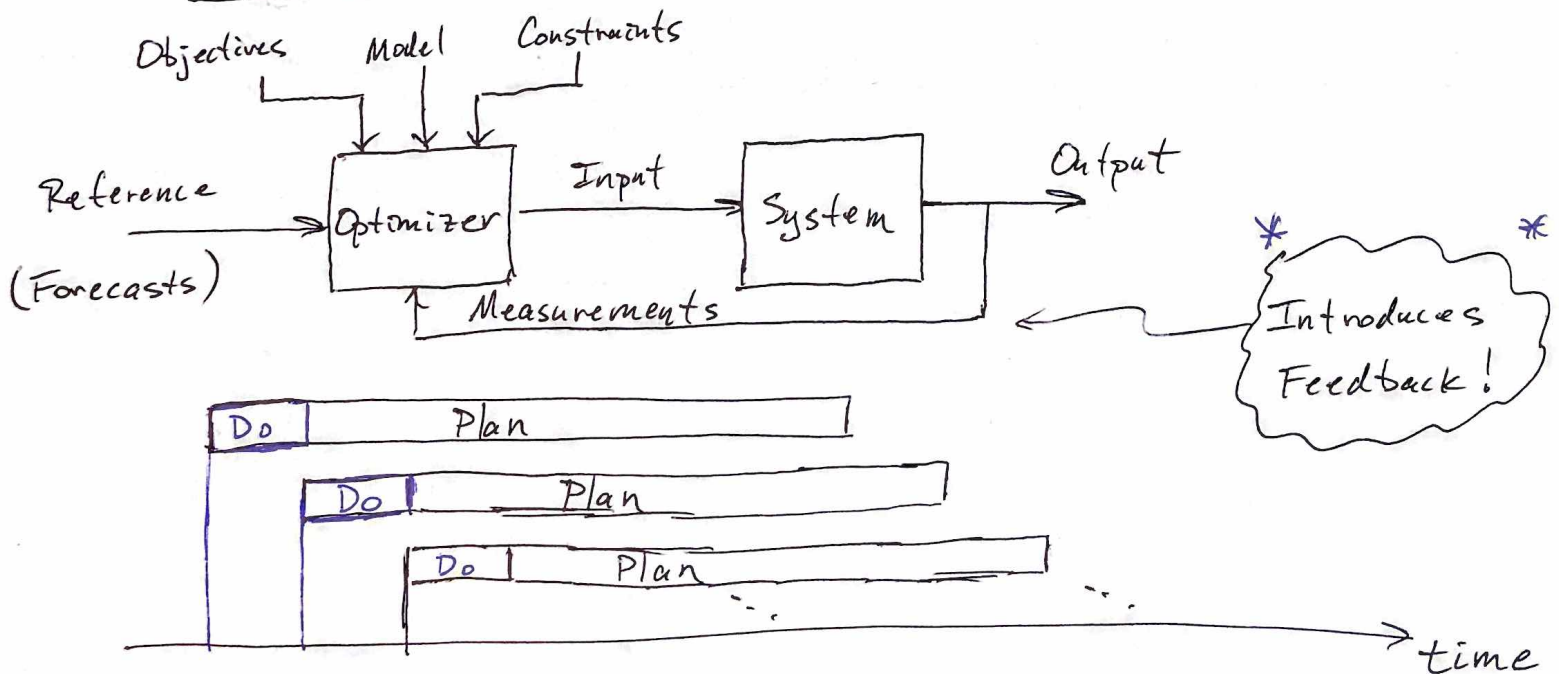 Objectives
Model
Constraints
Reference
(Forecasts)
Optimizer
Input
System
Output
Measurements
* *
Introduces
Feedback!
Do Plan
Do Plan
Do Plan
time